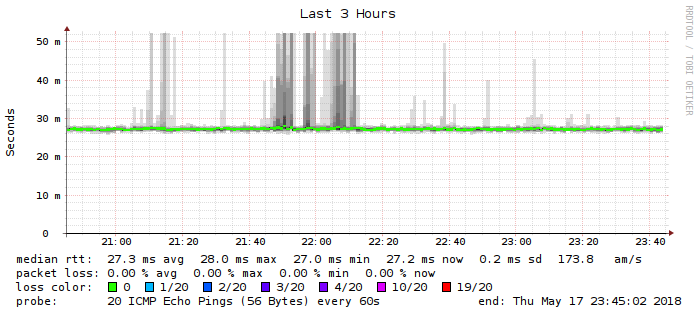 Last 3 Hours
RRDTOOL / TOBI OETIKER
Seconds
50 m
40 m
30 m
20 m
10 m
0
21:00 21:20 21:40 22:00 22:20 22:40 23:00 23:20 23:40
median rtt: 27.3 ms avg 28.0 ms max 27.0 ms min 27.2 ms now 0.2 ms sd 173.8 am/s
packet loss: 0.00 % avg 0.00 % max 0.00 % min 0.00 % now
loss color: 0 1/20 2/20 3/20 4/20 10/20 19/20
probe: 20 ICMP Echo Pings (56 Bytes) every 60s end: Thu May 17 23:45:02 2018